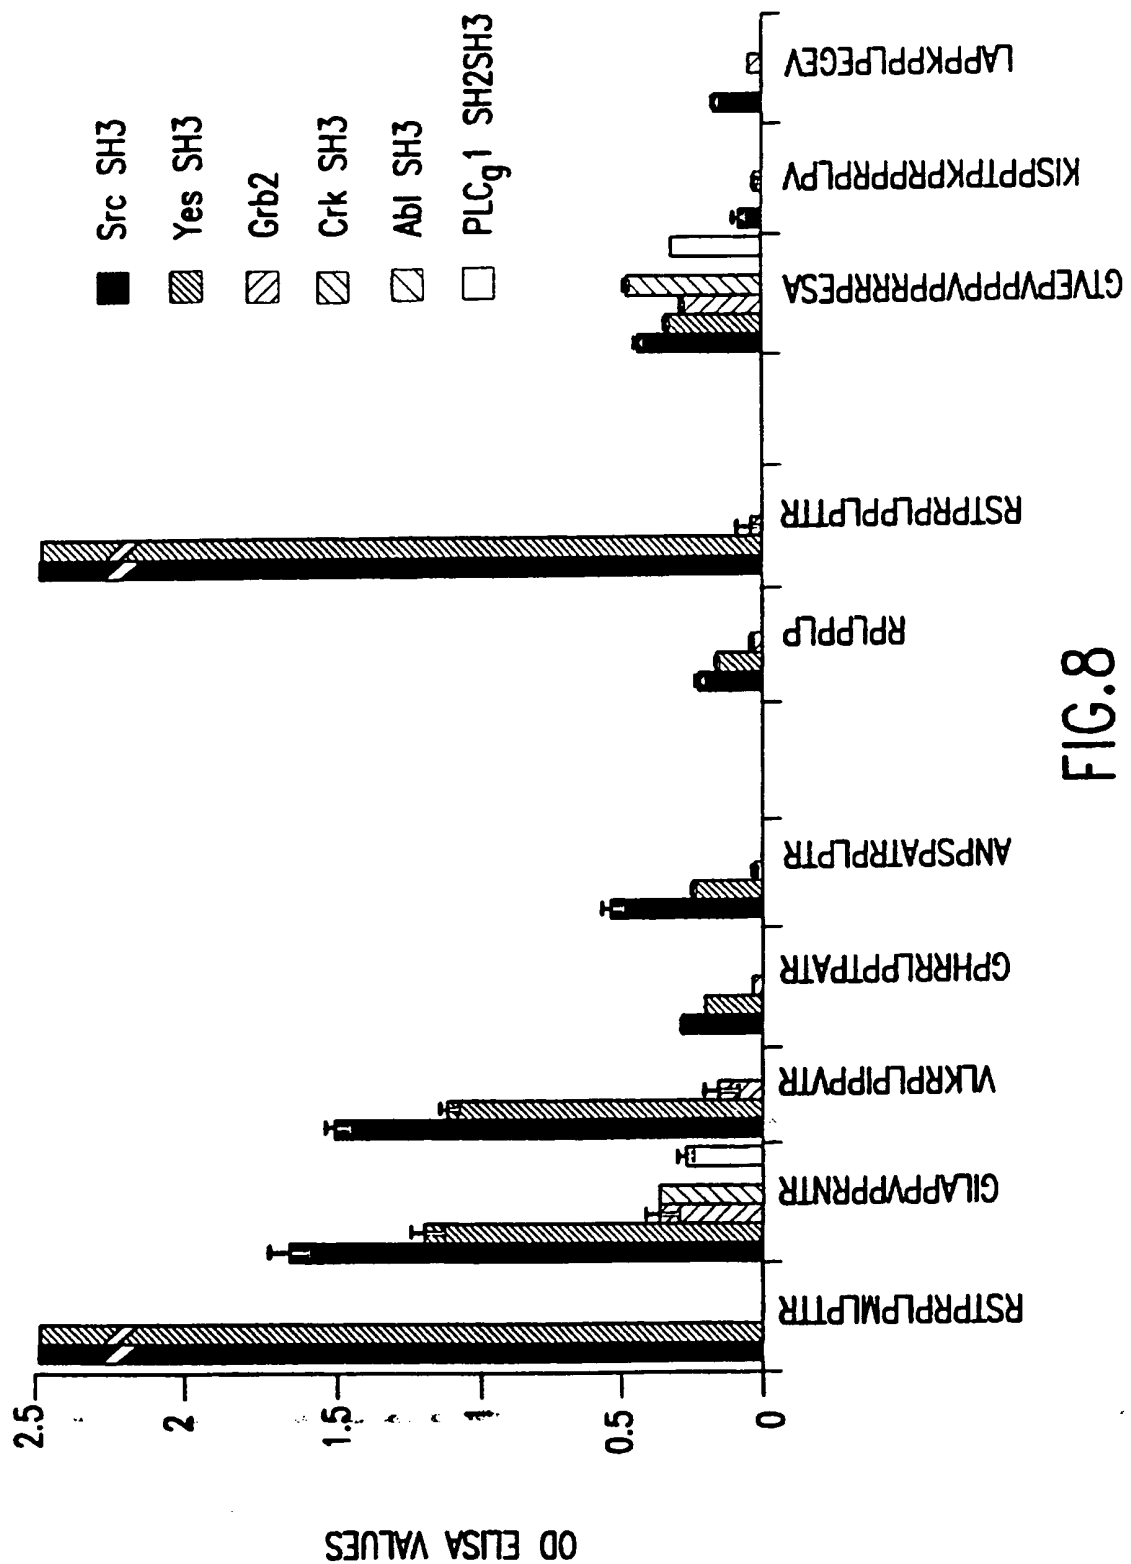 OD ELISA VALUES
2.5
2
1.5
1
0.5
0
Src SH3
Yes SH3
Grb2
Crk SH3
Abl SH3
PLCg1 SH2SH3
RSTPRPLPMLPTTR
GILAPPVPPRNTR
VLKRPLPIPPVTR
GPHRRLPPTPATR
ANPSPATRPLPTR
RPLPPLP
RSTPRPLPPLPTTR
GTVEPVPPPVPPRRRPESA
KISPPTPKPRPPRPLPV
LAPPKPPLPEGEV
FIG.8